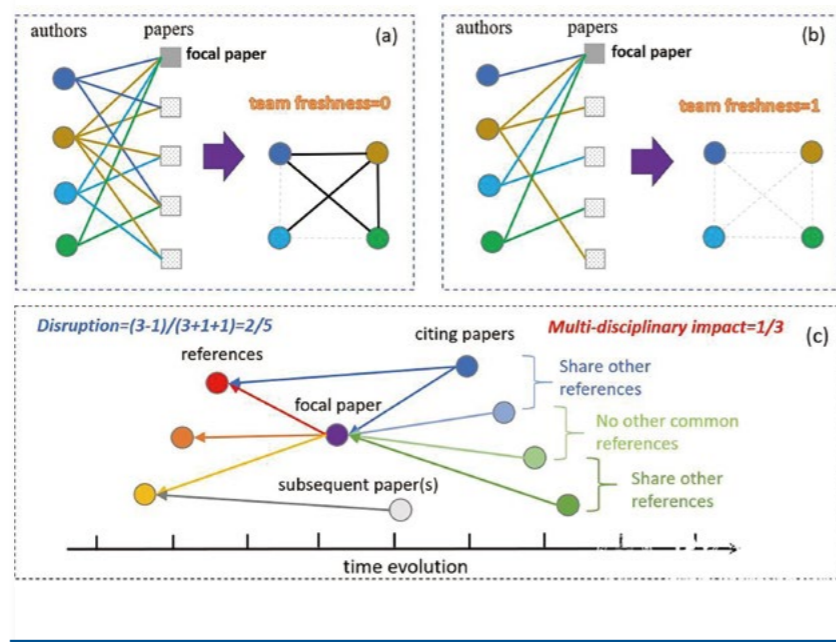 authors papers
(a)
focal paper
team freshness=0
authors papers
(b)
focal paper
team freshness=1
Disruption=(3-1)/(3+1+1)=2/5
citing papers
Multi-disciplinary impact=1/3
(c)
references
Share other
references
focal paper
No other common
references
subsequent paper(s)
Share other
references
time evolution